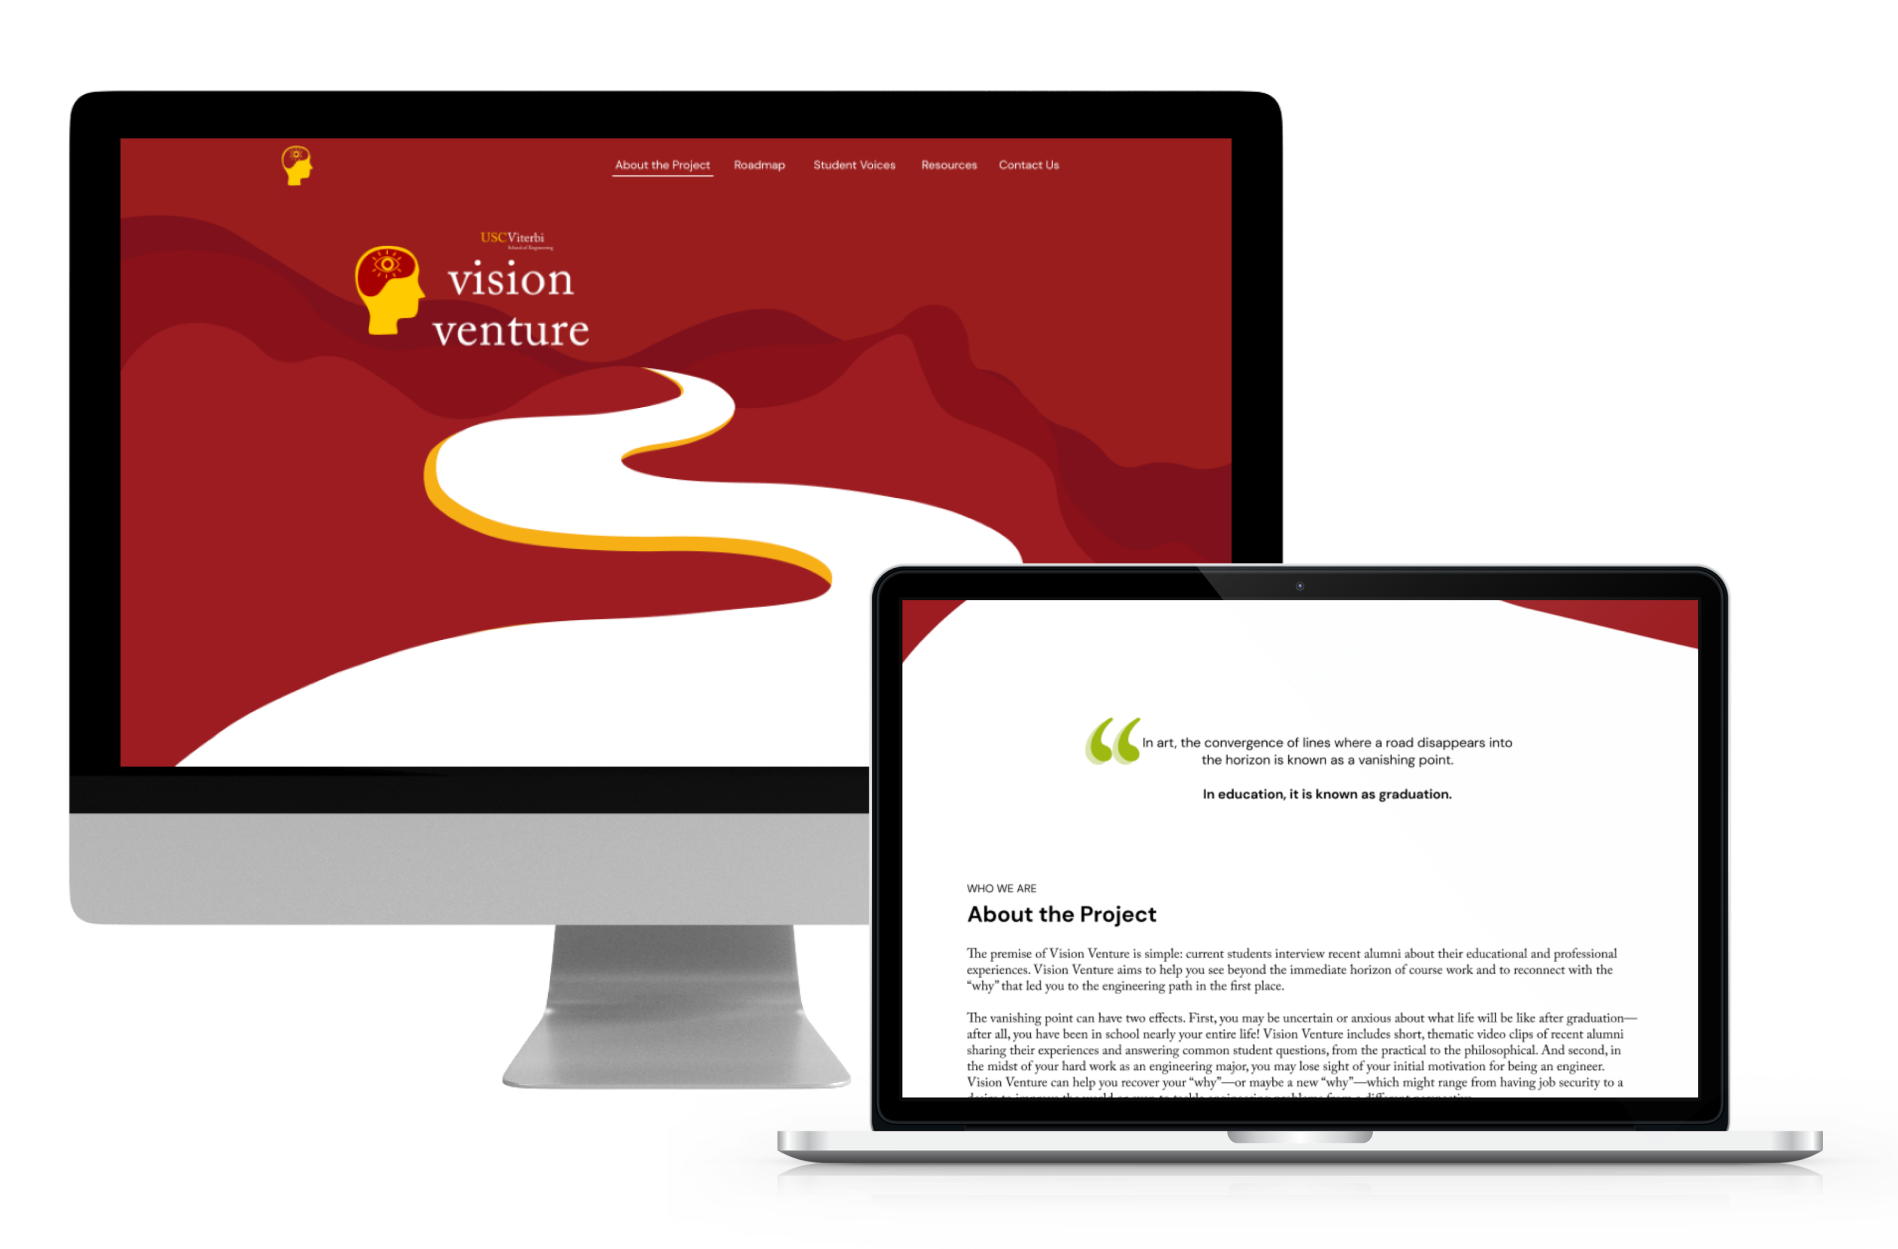 About the Project Roadmap Student Voices Resources Contact Us
USCViterbi
School of Engineering
vision
venture
In art, the convergence of lines where a road disappears into
the horizon is known as a vanishing point.
In education, it is known as graduation.
WHO WE ARE
About the Project
The premise of Vision Venture is simple: current students interview recent alumni about their educational and professional
experiences. Vision Venture aims to help you see beyond the immediate horizon of course work and to reconnect with the
“why” that led you to the engineering path in the first place.
The vanishing point can have two effects. First, you may be uncertain or anxious about what life will be like after graduation—
after all, you have been in school nearly your entire life! Vision Venture includes short, thematic video clips of recent alumni
sharing their experiences and answering common student questions, from the practical to the philosophical. And second, in
the midst of your hard work as an engineering major, you may lose sight of your initial motivation for being an engineer.
Vision Venture can help you recover your “why”—or maybe a new “why”—which might range from having job security to a